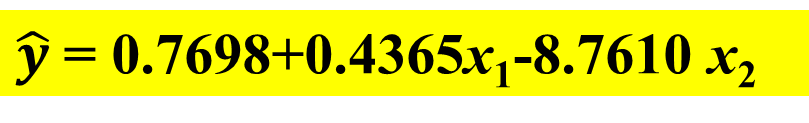 ŷ = 0.7698+0.4365x₁-8.7610 x₂